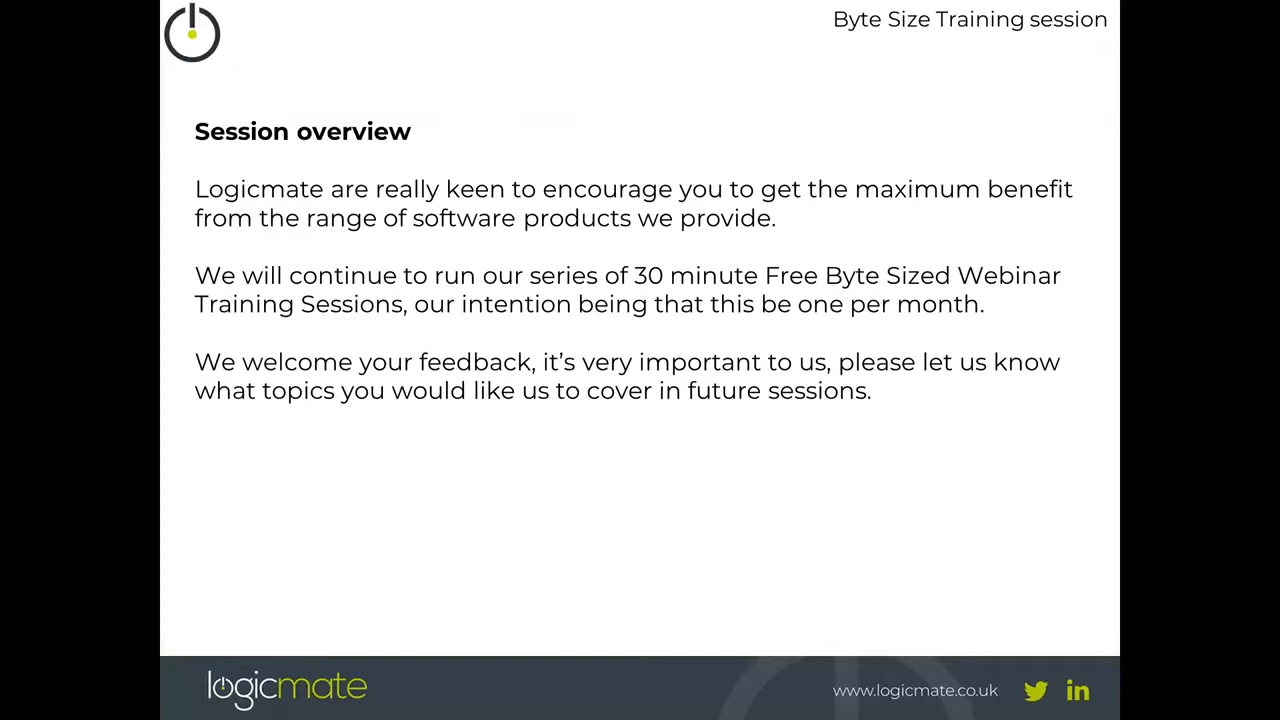 Byte Size Training session
Session overview
Logicmate are really keen to encourage you to get the maximum benefit
from the range of software products we provide.
We will continue to run our series of 30 minute Free Byte Sized Webinar
Training Sessions, our intention being that this be one per month.
We welcome your feedback, it’s very important to us, please let us know
what topics you would like us to cover in future sessions.
logicmate
www.logicmate.co.uk
in